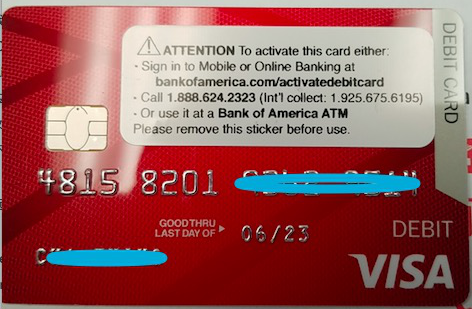 ATTENTION To activate this card either:
- Sign in to Mobile or Online Banking at
bankofamerica.com/activatedebitcard
- Call 1.888.624.2323 (Int'l collect: 1.925.675.6195)
- Or use it at a Bank of America ATM
Please remove this sticker before use.
DEBIT CARD
4815 8201
GOOD THRU
LAST DAY OF 06/23
DEBIT
VISA